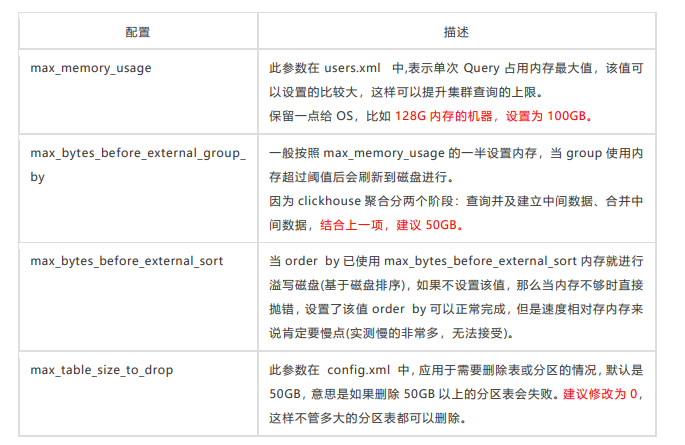 配置
描述
max_memory_usage
此参数在 users.xml 中,表示单次 Query 占用内存最大值，该值可
以设置的比较大，这样可以提升集群查询的上限。
保留一点给 OS，比如 128G 内存的机器，设置为 100GB。
max_bytes_before_external_group_
by
一般按照 max_memory_usage 的一半设置内存，当 group 使用内
存超过阈值后会刷新到磁盘进行。
因为 clickhouse 聚合分两个阶段：查询并及建立中间数据、合并中
间数据，结合上一项，建议 50GB。
max_bytes_before_external_sort
当 order by 已使用 max_bytes_before_external_sort 内存就进行
溢写磁盘(基于磁盘排序)，如果不设置该值，那么当内存不够时直接
抛错，设置了该值 order by 可以正常完成，但是速度相对存内存来
说肯定要慢点(实测慢的非常多，无法接受)。
max_table_size_to_drop
此参数在 config.xml 中，应用于需要删除表或分区的情况，默认是
50GB，意思是如果删除 50GB 以上的分区表会失败。建议修改为 0，
这样不管多大的分区表都可以删除。